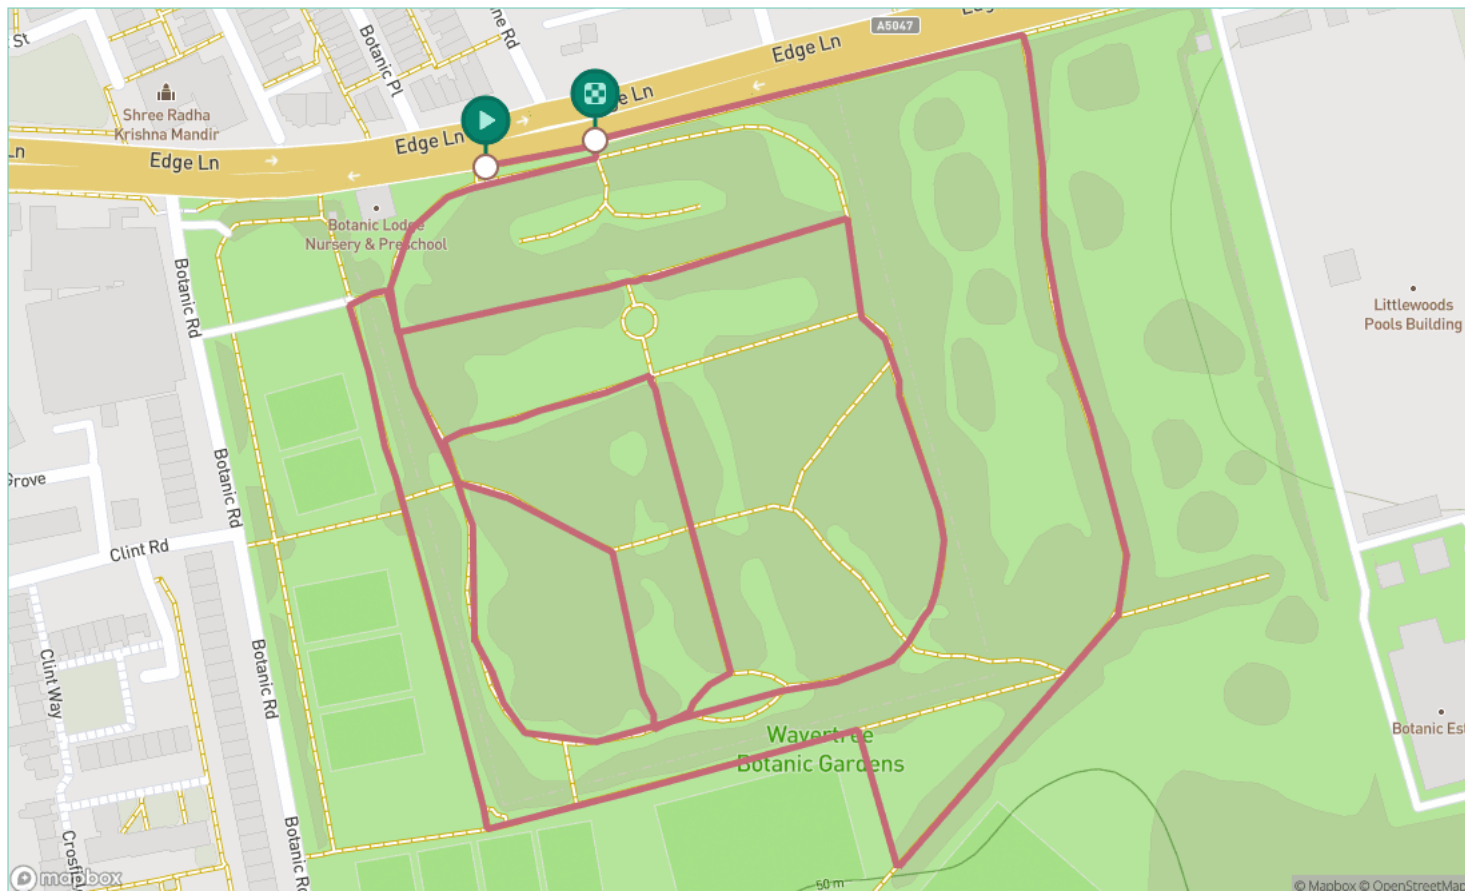 St
Botanic Pl
ne Rd
A5047
Edge Ln
Edge Ln
Shree Radha
Krishna Mandir
Edge Ln
Edge Ln
Ln
Botanic Lodge
Nursery & Preschool
Botanic Rd
Littlewoods
Pools Building
Grove
Botanic Rd
Clint Rd
Clint Way
Botanic Rd
Wavertree
Botanic Gardens
Botanic Est
Botanic Rd
Crosfiel
50 m
mapbox
© Mapbox © OpenStreetMap